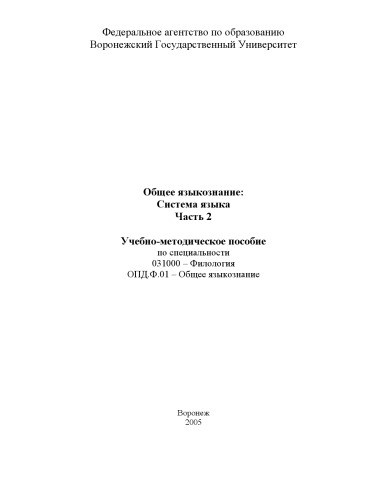 Федеральное агентство по образованию
Воронежский Государственный Университет
Общее языкознание:
Система языка
Часть 2
Учебно-методическое пособие
по специальности
031000 – Филология
ОПД.Ф.01 – Общее языкознание
Воронеж
2005